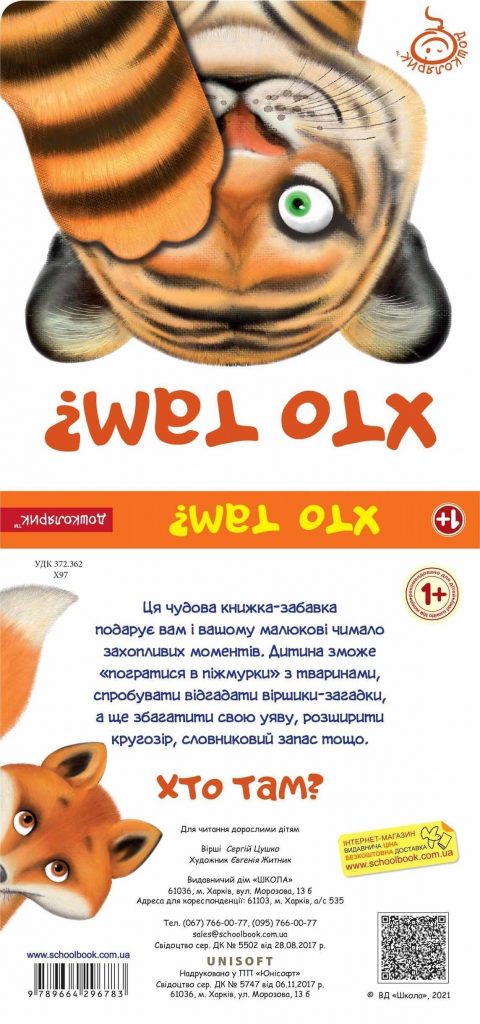 Дошколярик™
ХТО ТАМ?
дошколярик™
ХТО ТАМ?
1+
УДК 372.362
Х97
1+
Ця чудова книжка-забавка
подарує вам і вашому малюкові чимало
захопливих моментів. Дитина зможе
«погратися в піжмурки» з тваринами,
спробувати відгадати віршики-загадки,
а ще збагатити свою уяву, розширити
кругозір, словниковий запас тощо.
ХТО ТАМ?
Для читання дорослими дітям
Вірші Сергій Цушко
Художник Євгенія Житник
ІНТЕРНЕТ-МАГАЗИН
ВИДАВНИЧА ЦІНА
БЕЗКОШТОВНА ДОСТАВКА
www.schoolbook.com.ua
Видавничий дім «ШКОЛА»
61036, м. Харків, вул. Морозова, 13 б
Адреса для кореспонденції: 61103, м. Харків, а/с 535
Тел. (067) 766-00-77, (095) 766-00-77
sales@schoolbook.com.ua
Свідоцтво сер. ДК № 5502 від 28.08.2017 р.
UNISOFT
Надруковано у ПП «Юнісофт»
Свідоцтво сер. ДК № 5747 від 06.11.2017 р.
61036, м. Харків, вул. Морозова, 13 б
www.schoolbook.com.ua
9 789664 296783
© ВД «Школа», 2021